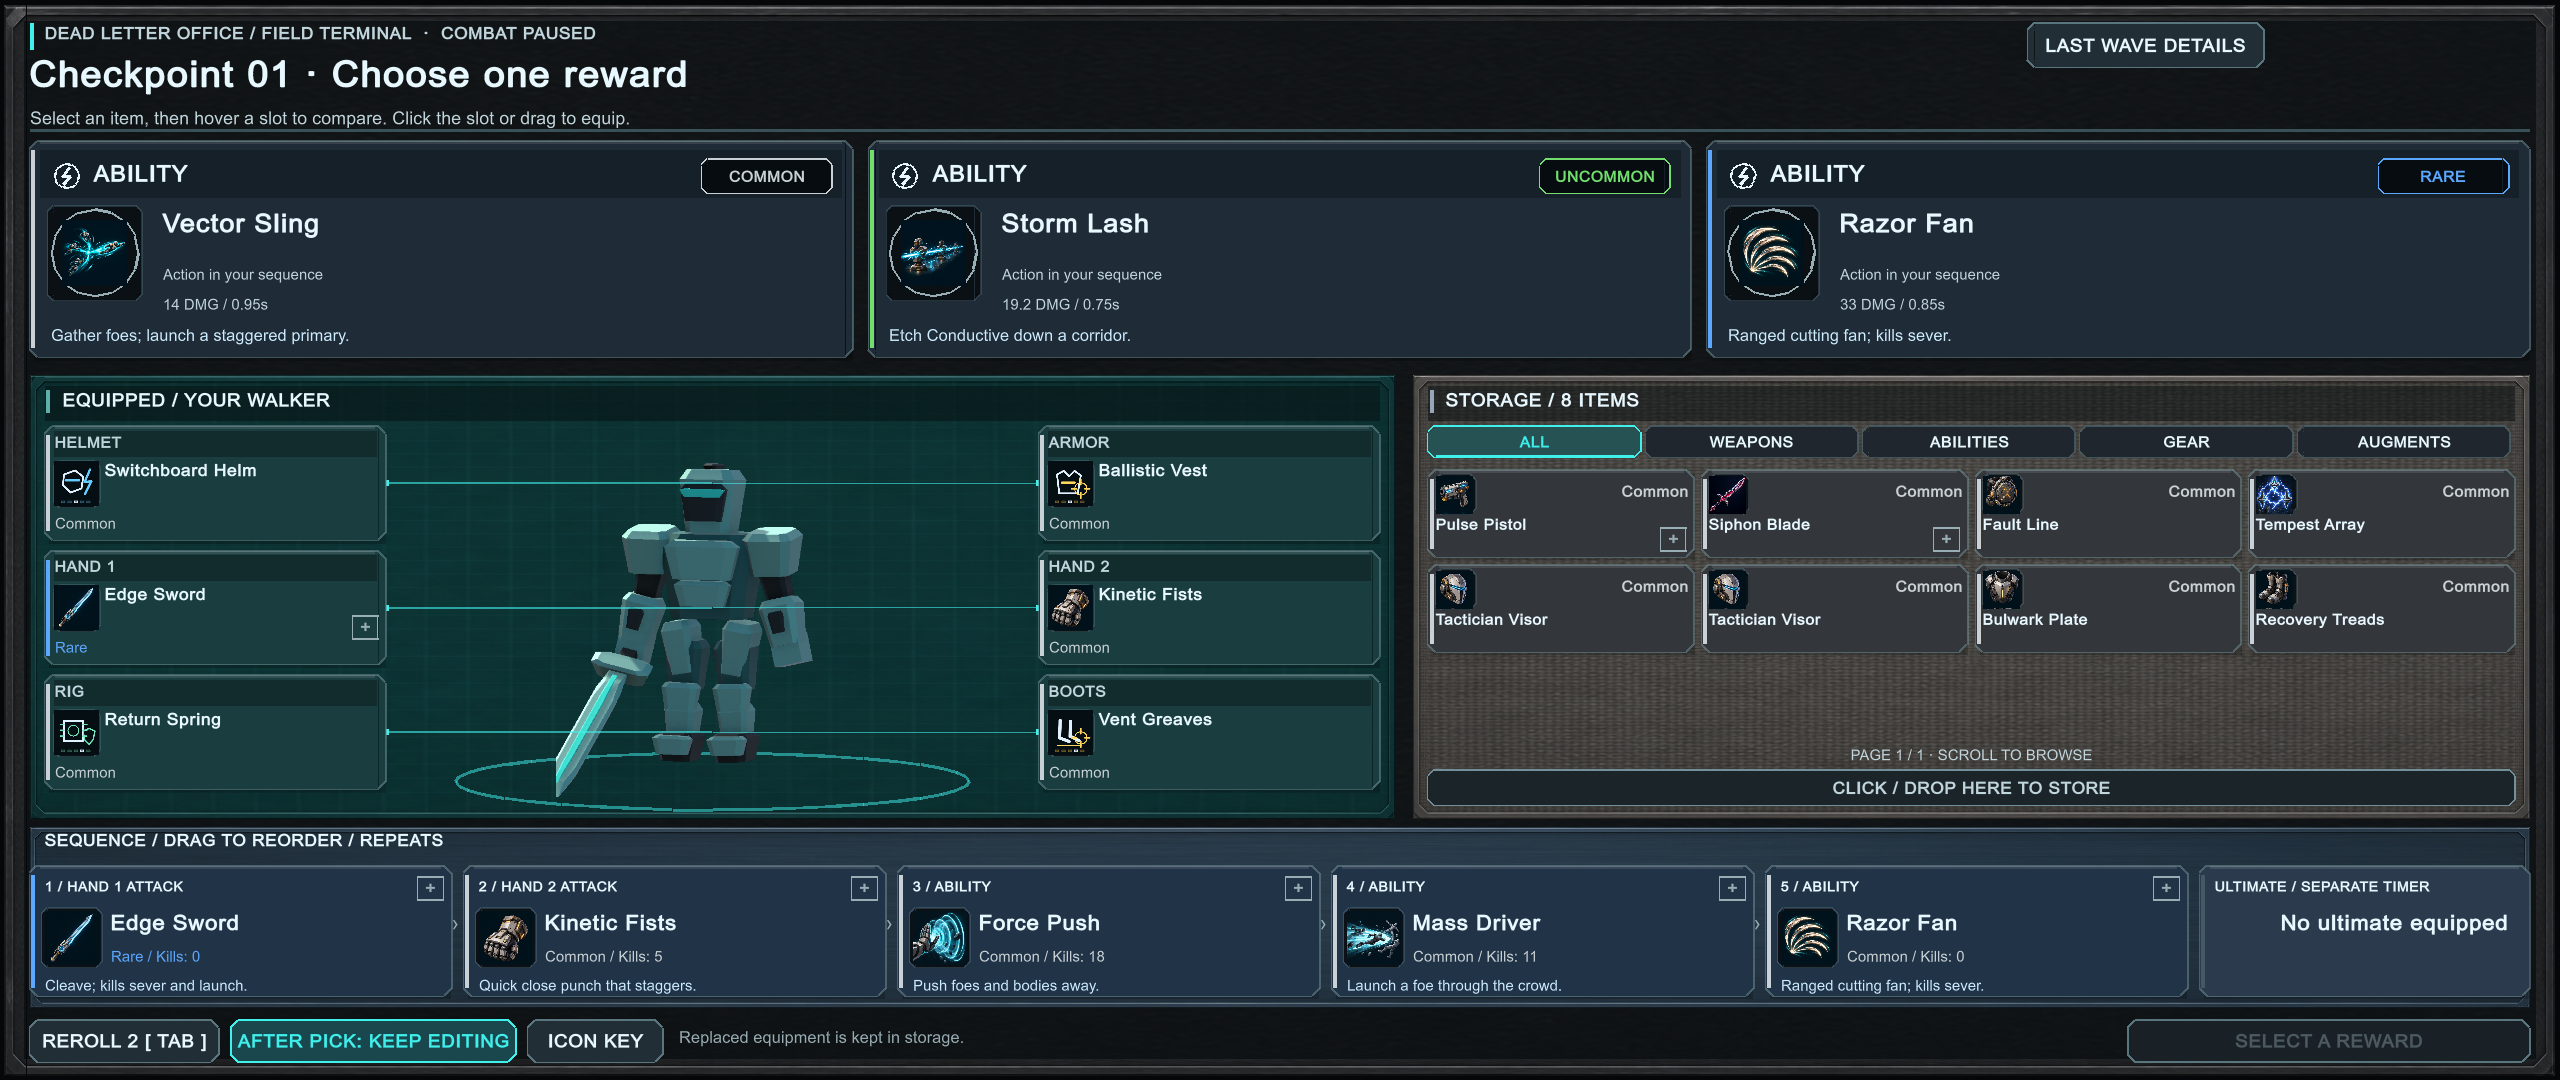 DEAD LETTER OFFICE / FIELD TERMINAL · COMBAT PAUSED
LAST WAVE DETAILS
Checkpoint 01 · Choose one reward
Select an item, then hover a slot to compare. Click the slot or drag to equip.
ABILITY
COMMON
Vector Sling
Action in your sequence
14 DMG / 0.95s
Gather foes; launch a staggered primary.
ABILITY
UNCOMMON
Storm Lash
Action in your sequence
19.2 DMG / 0.75s
Etch Conductive down a corridor.
ABILITY
RARE
Razor Fan
Action in your sequence
33 DMG / 0.85s
Ranged cutting fan; kills sever.
EQUIPPED / YOUR WALKER
HELMET
Switchboard Helm
Common
HAND 1
Edge Sword
+
Rare
RIG
Return Spring
Common
ARMOR
Ballistic Vest
Common
HAND 2
Kinetic Fists
Common
BOOTS
Vent Greaves
Common
STORAGE / 8 ITEMS
ALL
WEAPONS
ABILITIES
GEAR
AUGMENTS
Common
Pulse Pistol
+
Common
Siphon Blade
+
Common
Fault Line
Common
Tempest Array
Common
Tactician Visor
Common
Tactician Visor
Common
Bulwark Plate
Common
Recovery Treads
PAGE 1 / 1 · SCROLL TO BROWSE
CLICK / DROP HERE TO STORE
SEQUENCE / DRAG TO REORDER / REPEATS
1 / HAND 1 ATTACK
+
Edge Sword
Rare / Kills: 0
Cleave; kills sever and launch.
2 / HAND 2 ATTACK
+
Kinetic Fists
Common / Kills: 5
Quick close punch that staggers.
3 / ABILITY
+
Force Push
Common / Kills: 18
Push foes and bodies away.
4 / ABILITY
+
Mass Driver
Common / Kills: 11
Launch a foe through the crowd.
5 / ABILITY
+
Razor Fan
Common / Kills: 0
Ranged cutting fan; kills sever.
ULTIMATE / SEPARATE TIMER
No ultimate equipped
REROLL 2 [ TAB ]
AFTER PICK: KEEP EDITING
ICON KEY
Replaced equipment is kept in storage.
SELECT A REWARD